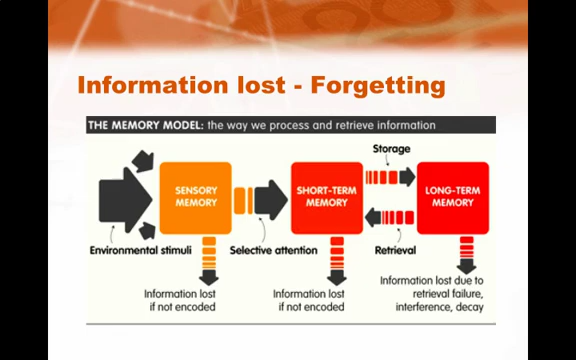 Information lost - Forgetting
THE MEMORY MODEL: the way we process and retrieve information
Storage
SENSORY
MEMORY
SHORT-TERM
MEMORY
LONG-TERM
MEMORY
Environmental stimuli
Selective attention
Retrieval
Information lost
if not encoded
Information lost
if not encoded
Information lost due to
retrieval failure,
interference, decay